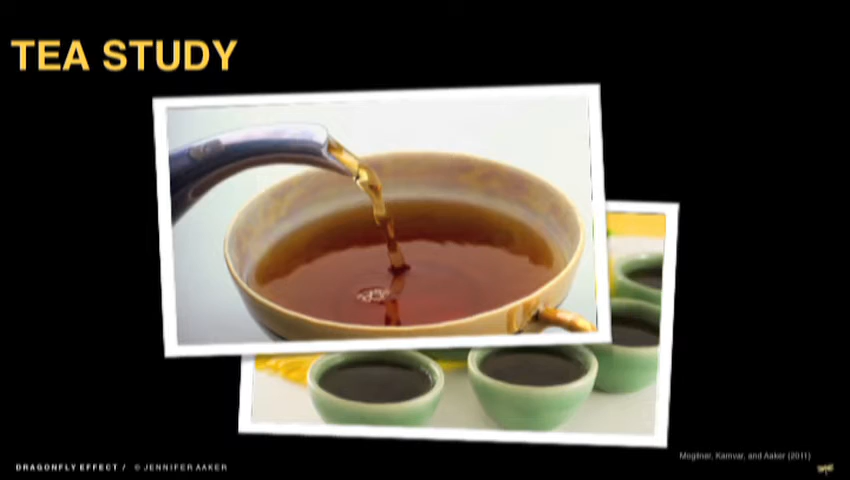 TEA STUDY
Mogilner, Kamvar, and Aaker (2011)
DRAGONFLY EFFECT / © JENNIFER AAKER